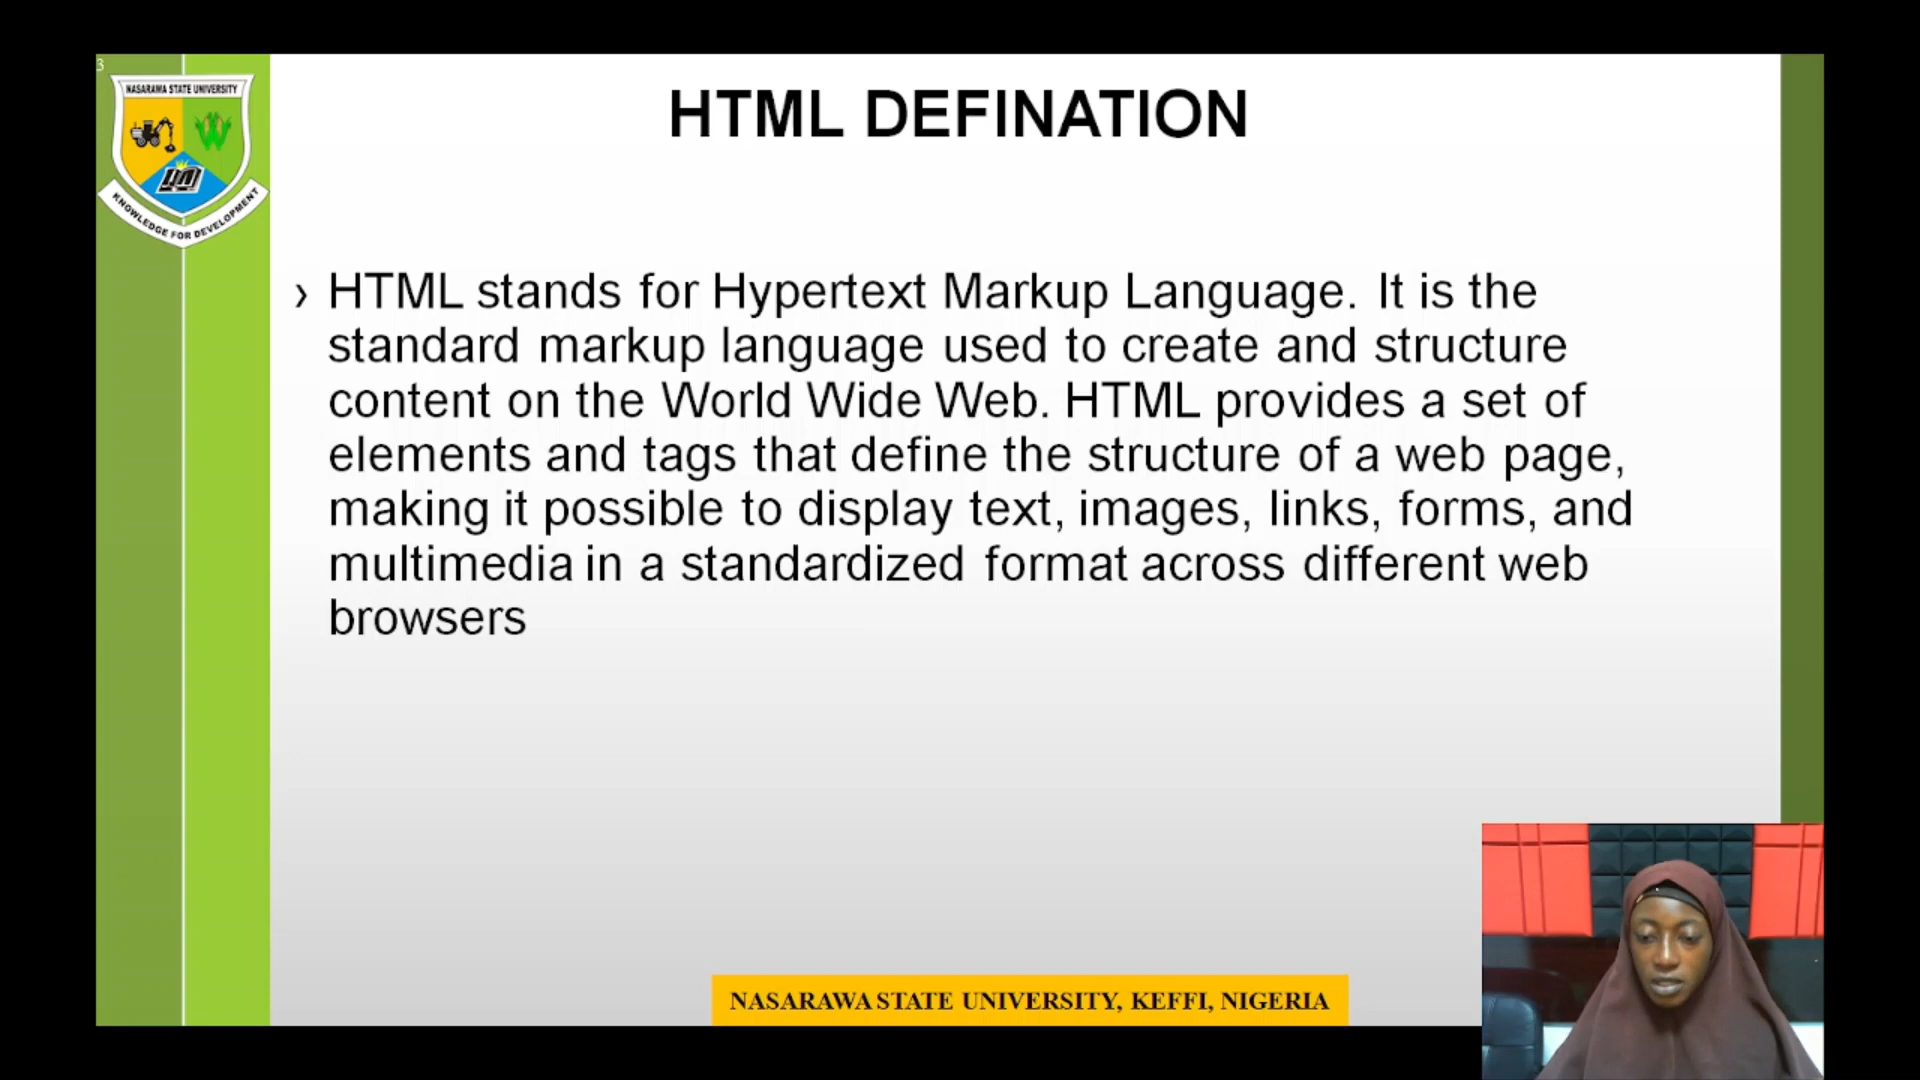 3
NASARAWA STATE UNIVERSITY
KNOWLEDGE FOR DEVELOPMENT
HTML DEFINATION
› HTML stands for Hypertext Markup Language. It is the
standard markup language used to create and structure
content on the World Wide Web. HTML provides a set of
elements and tags that define the structure of a web page,
making it possible to display text, images, links, forms, and
multimedia in a standardized format across different web
browsers
NASARAWA STATE UNIVERSITY, KEFFI, NIGERIA